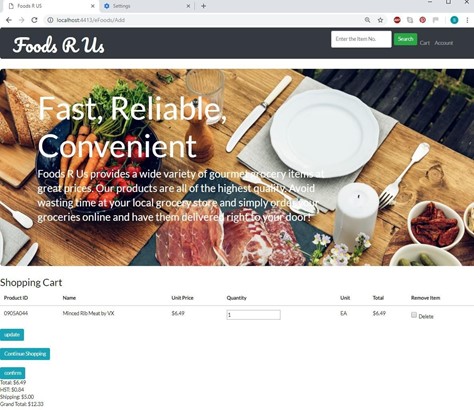 Foods R US
Settings
localhost:4413/eFoods/Add
Foods R Us
Enter the Item No.
Search
Cart
Account
Fast, Reliable,
Convenient
Foods R Us provides a wide variety of gourmet grocery items at
great prices. Our products are all of the highest quality. Avoid
wasting time at your local grocery store and simply order your
groceries online and have them delivered right to your door!
Shopping Cart
Product ID Name Unit Price Quantity Unit Total Remove Item
0905A044 Minced Rib Meat by VX $6.49 1 EA $6.49 Delete
update
Continue Shopping
confirm
Total: $6.49
HST: $0.84
Shipping: $5.00
Grand Total: $12.33